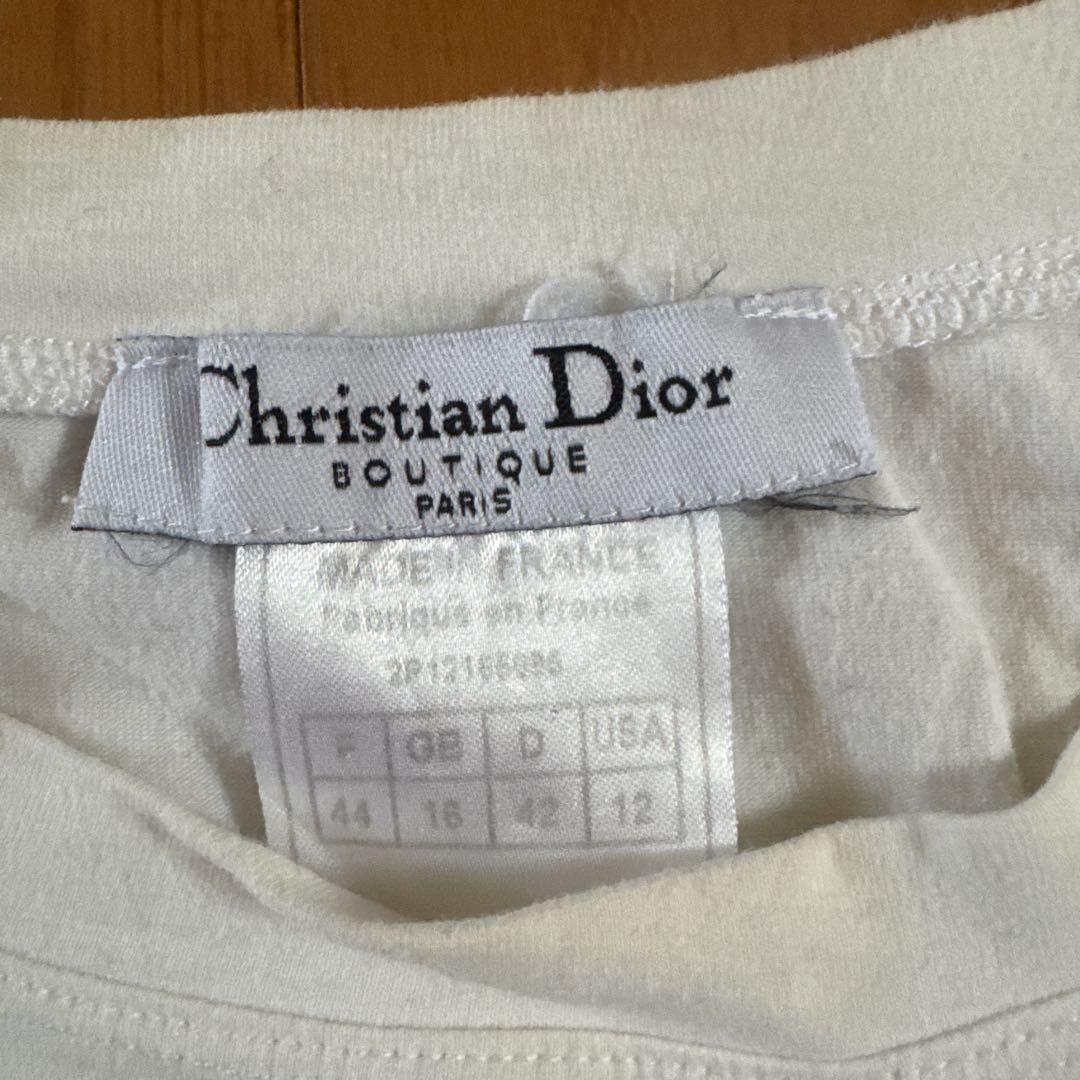 Christian Dior
BOUTIQUE
PARIS
MADE IN FRANCE
Fabriqué en France
F GB D USA
44 16 42 12